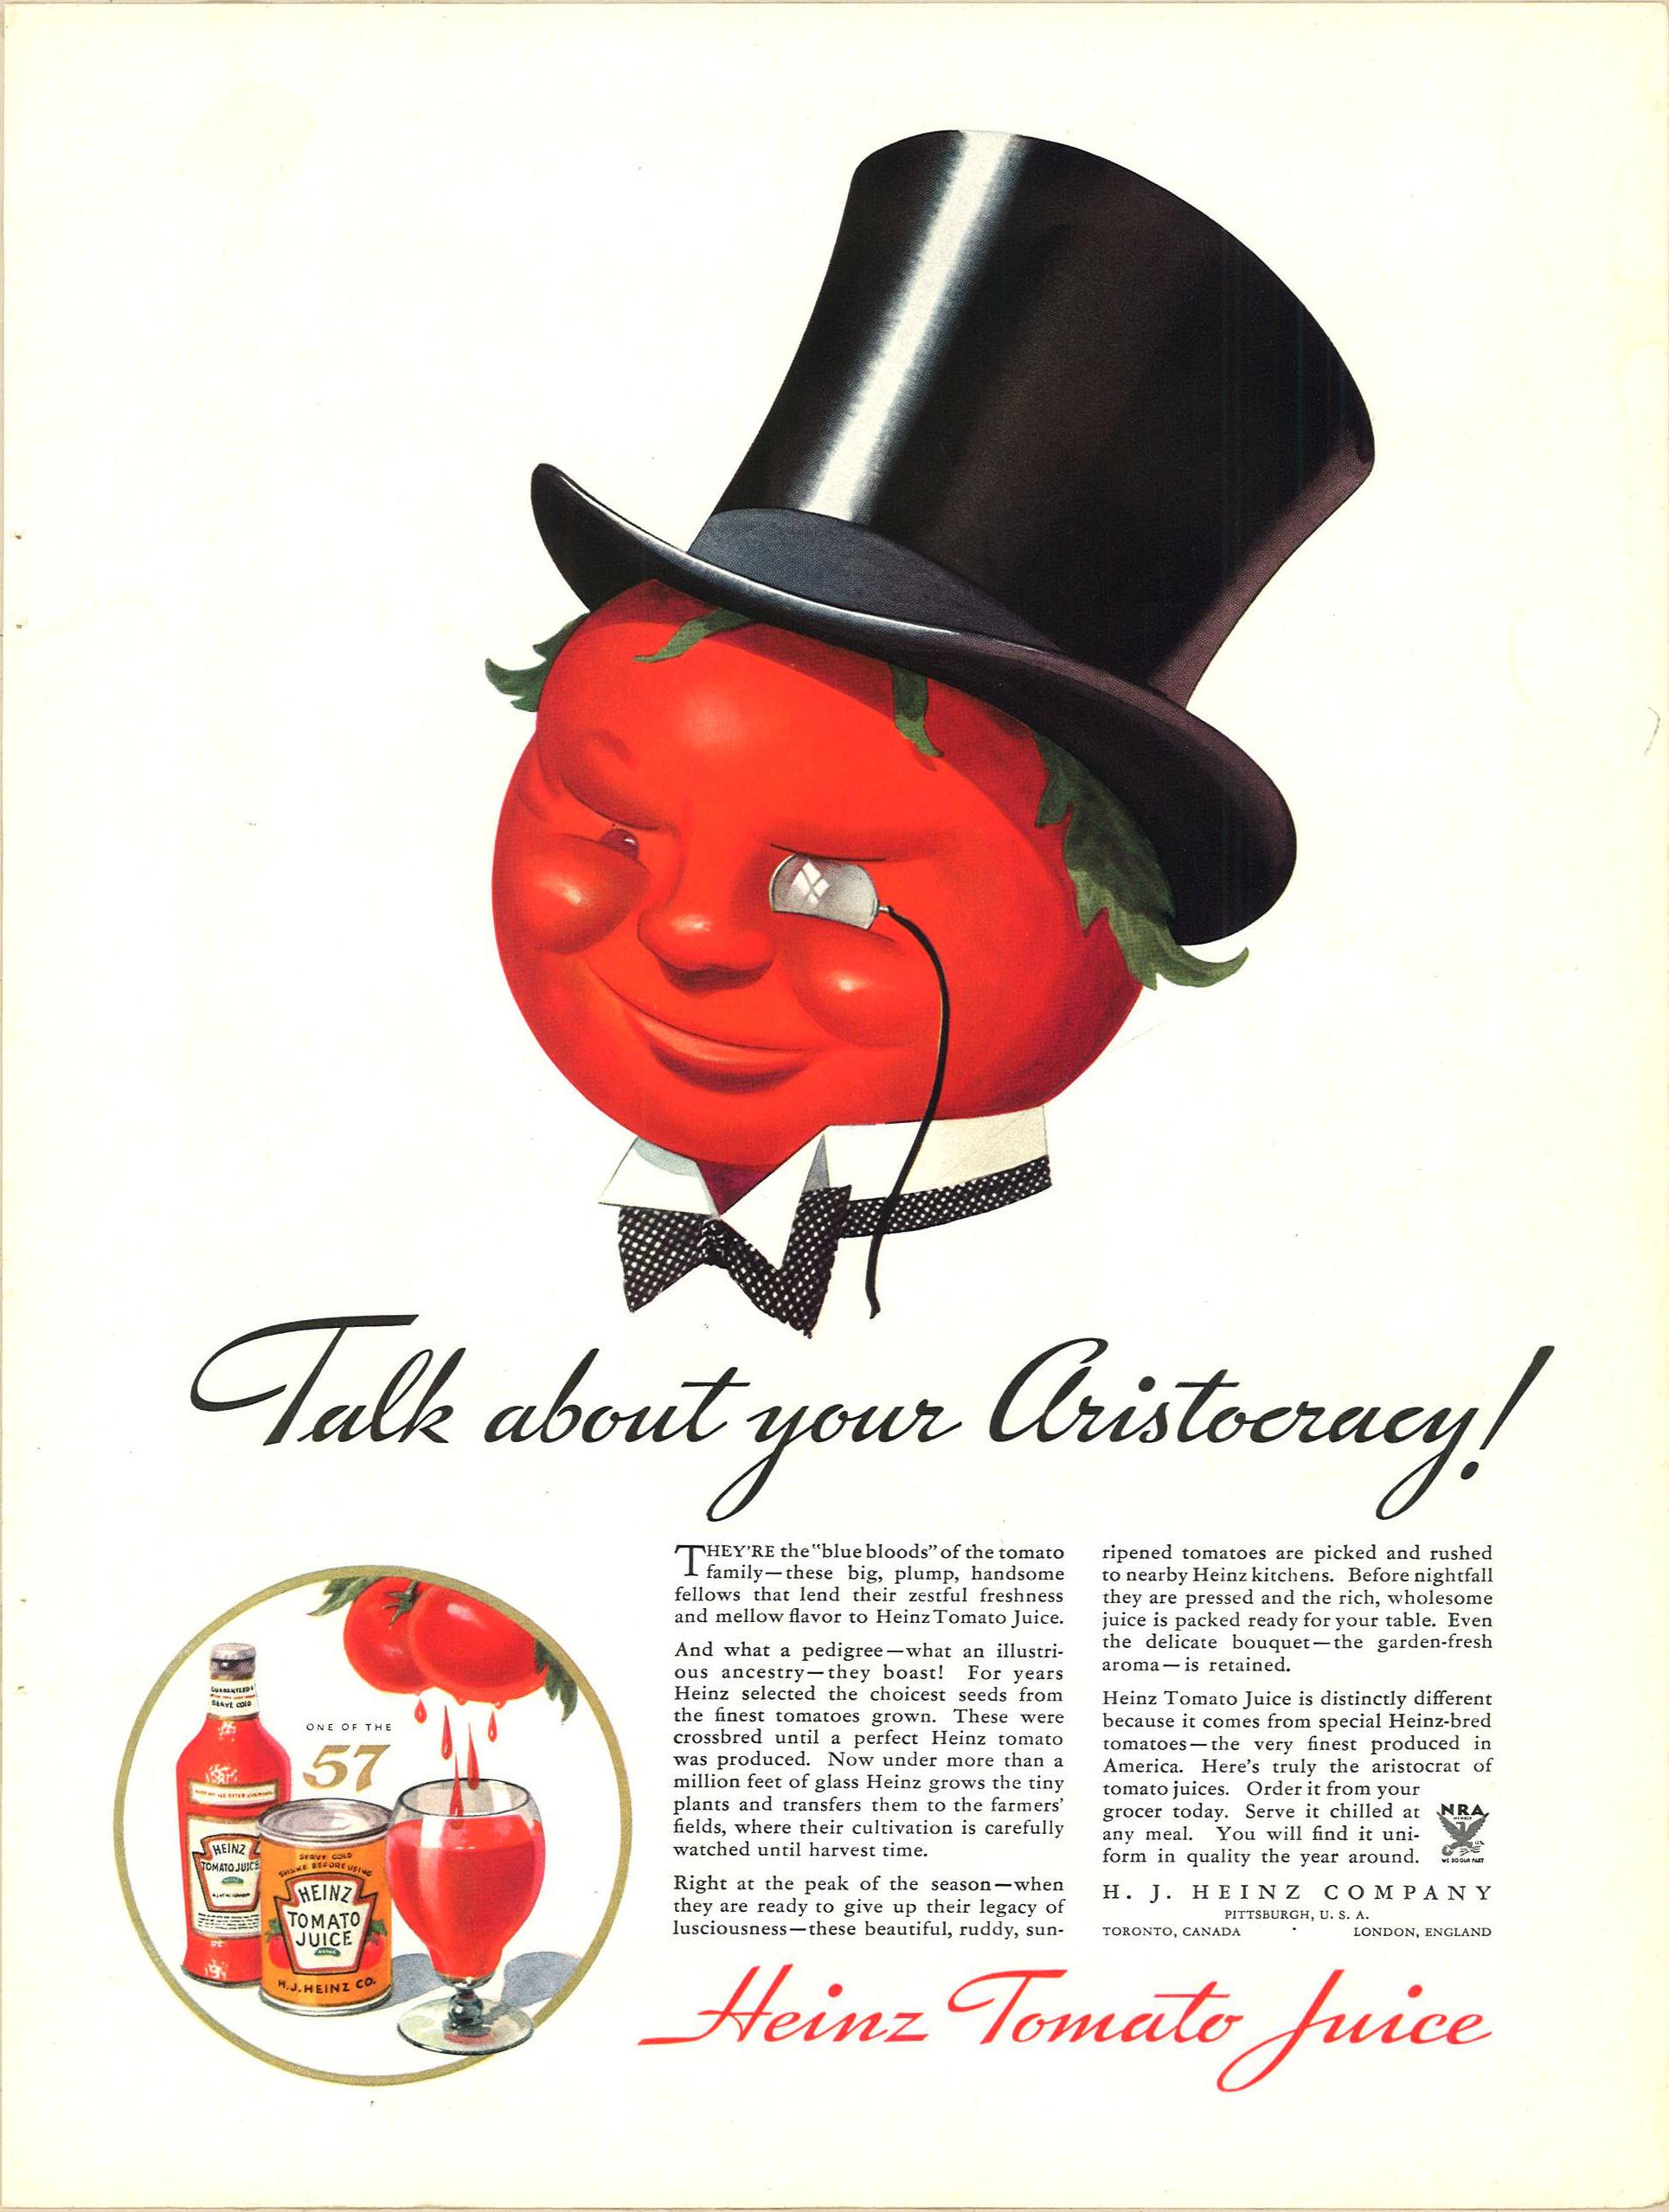 Talk about your Aristocracy!
THEY'RE the "blue bloods" of the tomato
family—these big, plump, handsome
fellows that lend their zestful freshness
and mellow flavor to Heinz Tomato Juice.
And what a pedigree—what an illustri-
ous ancestry—they boast! For years
Heinz selected the choicest seeds from
the finest tomatoes grown. These were
crossbred until a perfect Heinz tomato
was produced. Now under more than a
million feet of glass Heinz grows the tiny
plants and transfers them to the farmers'
fields, where their cultivation is carefully
watched until harvest time.
Right at the peak of the season—when
they are ready to give up their legacy of
lusciousness—these beautiful, ruddy, sun-
ripened tomatoes are picked and rushed
to nearby Heinz kitchens. Before nightfall
they are pressed and the rich, wholesome
juice is packed ready for your table. Even
the delicate bouquet—the garden-fresh
aroma—is retained.
Heinz Tomato Juice is distinctly different
because it comes from special Heinz-bred
tomatoes—the very finest produced in
America. Here's truly the aristocrat of
tomato juices. Order it from your
grocer today. Serve it chilled at
any meal. You will find it uni-
form in quality the year around.
NRA
MEMBER
U.S.
WE DO OUR PART
H. J. HEINZ COMPANY
PITTSBURGH, U. S. A.
TORONTO, CANADA · LONDON, ENGLAND
GUARANTEED
SERVE COLD
ONE OF THE
57
HEINZ
TOMATO JUICE
SERVE COLD
SHAKE BEFORE USING
HEINZ
TOMATO
JUICE
H.J. HEINZ CO.
Heinz Tomato Juice